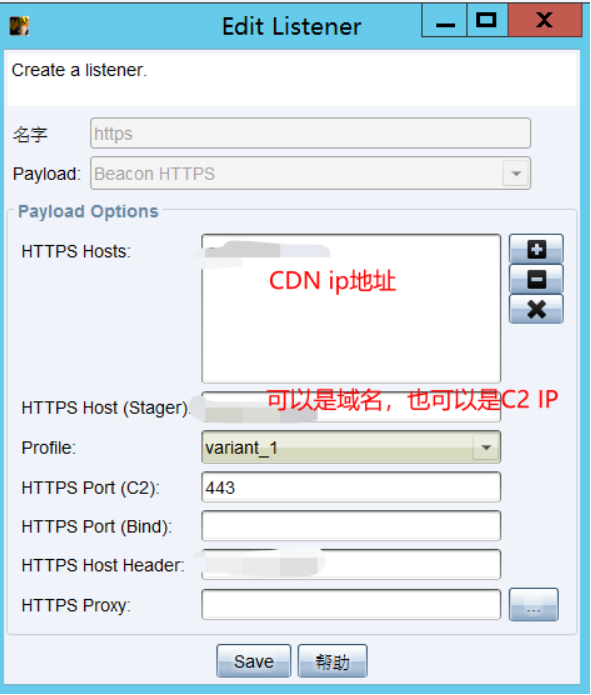 Edit Listener
Create a listener.
名字 https
Payload: Beacon HTTPS
Payload Options
HTTPS Hosts:
CDN ip地址
可以是域名，也可以是C2 IP
HTTPS Host (Stager):
Profile: variant_1
HTTPS Port (C2): 443
HTTPS Port (Bind):
HTTPS Host Header:
HTTPS Proxy:
...
Save 帮助